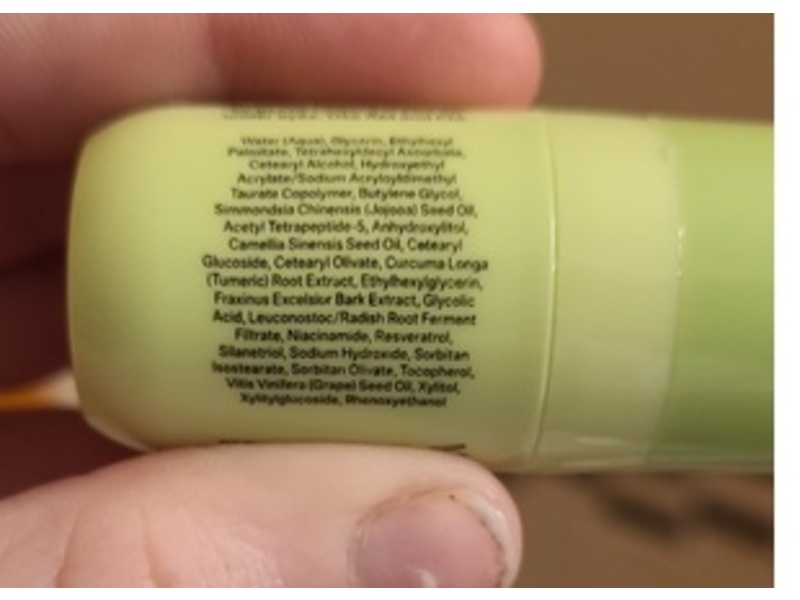 Water (Aqua), Glycerin, Ethylhexyl
Palmitate, Tetrahexyldecyl Ascorbate,
Cetearyl Alcohol, Hydroxyethyl
Acrylate/Sodium Acryloyldimethyl
Taurate Copolymer, Butylene Glycol,
Simmondsia Chinensis (Jojoba) Seed Oil,
Acetyl Tetrapeptide-5, Anhydroxylitol,
Camellia Sinensis Seed Oil, Cetearyl
Glucoside, Cetearyl Olivate, Curcuma Longa
(Tumeric) Root Extract, Ethylhexylglycerin,
Fraxinus Excelsior Bark Extract, Glycolic
Acid, Leuconostoc/Radish Root Ferment
Filtrate, Niacinamide, Resveratrol,
Silanetriol, Sodium Hydroxide, Sorbitan
Isostearate, Sorbitan Olivate, Tocopherol,
Vitis Vinifera (Grape) Seed Oil, Xylitol,
Xylitylglucoside, Phenoxyethanol